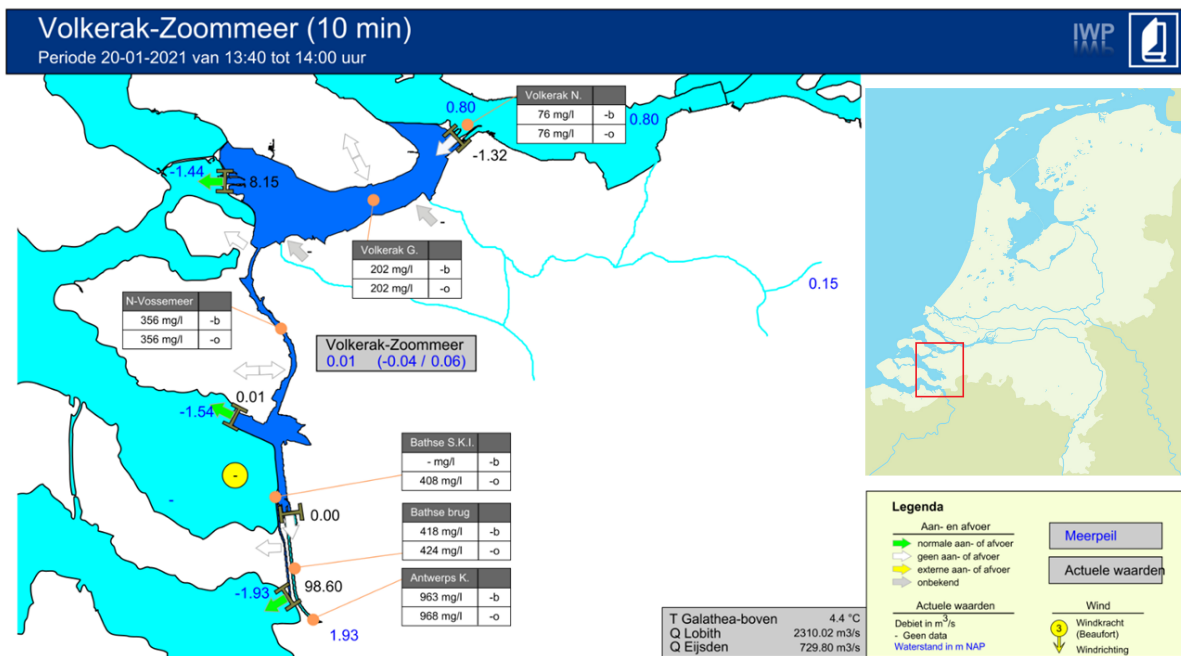 Volkerak-Zoommeer (10 min)
Periode 20-01-2021 van 13:40 tot 14:00 uur
IWP
Volkerak N.
76 mg/l -b
76 mg/l -o
0.80
0.80
-1.32
-1.44
8.15
-
-
Volkerak G.
202 mg/l -b
202 mg/l -o
0.15
N-Vossemeer
356 mg/l -b
356 mg/l -o
Volkerak-Zoommeer
0.01 (-0.04 / 0.06)
0.01
-1.54
-
-
Bathse S.K.I.
- mg/l -b
408 mg/l -o
0.00
Bathse brug
418 mg/l -b
424 mg/l -o
98.60
-1.93
Antwerps K.
963 mg/l -b
968 mg/l -o
1.93
T Galathea-boven 4.4 °C
Q Lobith 2310.02 m3/s
Q Eijsden 729.80 m3/s
Legenda
Aan- en afvoer
normale aan- of afvoer
geen aan- of afvoer
externe aan- of afvoer
onbekend
Meerpeil
Actuele waarden
Actuele waarden
Debiet in m³/s
- Geen data
Waterstand in m NAP
Wind
3 Windkracht
(Beaufort)
Windrichting